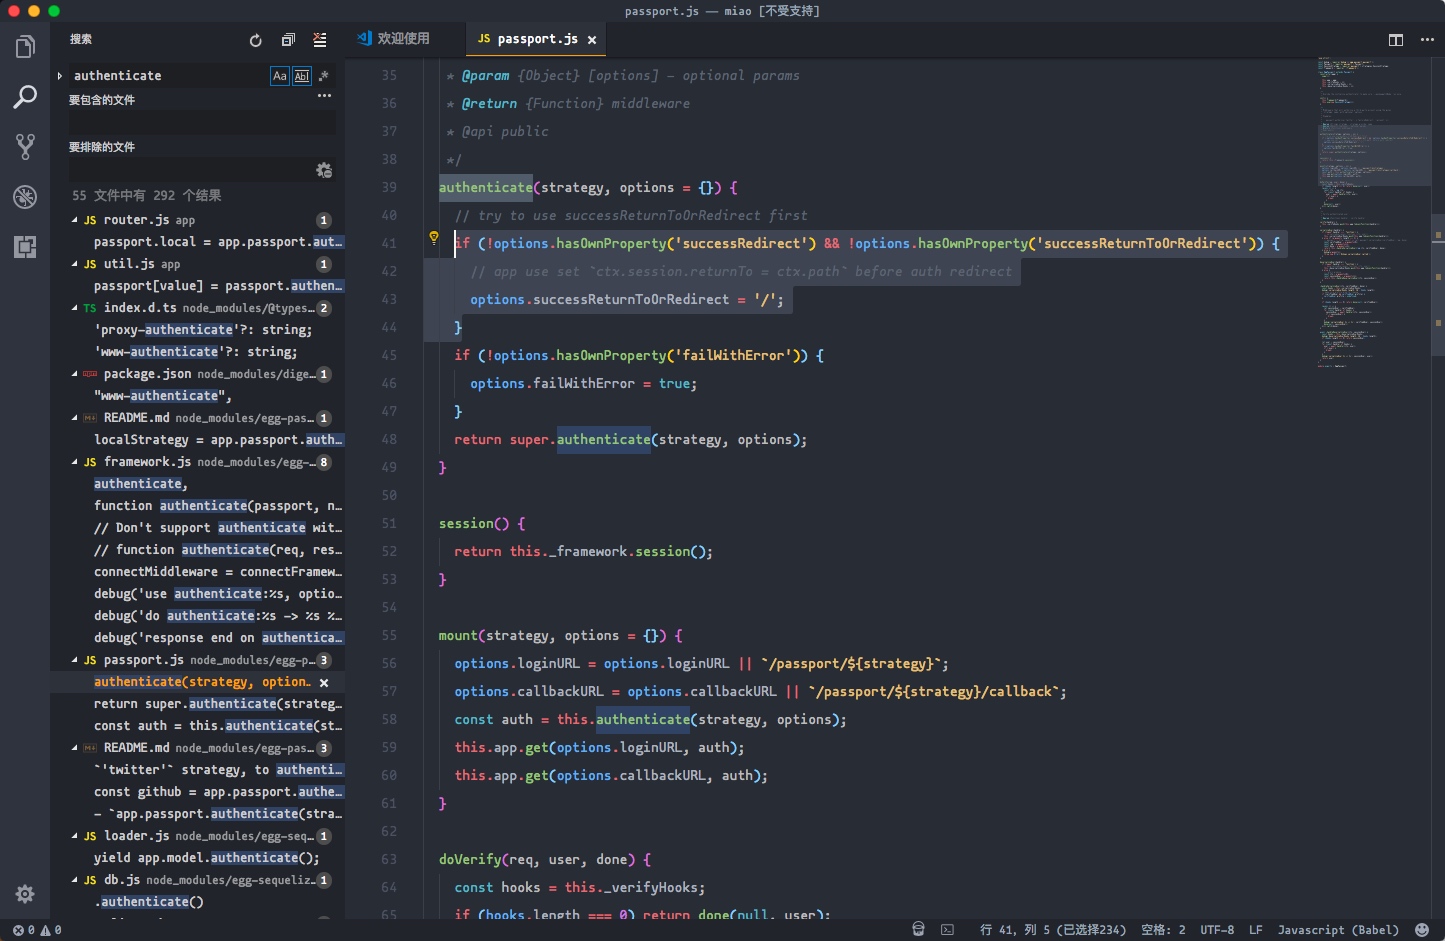 passport.js — miao [不受支持]
搜索
authenticate
Aa
Abl
.*
要包含的文件
要排除的文件
55 文件中有 292 个结果
JS router.js app 1
passport.local = app.passport.aut…
JS util.js app 1
passport[value] = passport.authen…
TS index.d.ts node_modules/@types… 2
'proxy-authenticate'?: string;
'www-authenticate'?: string;
package.json node_modules/dige… 1
"www-authenticate",
README.md node_modules/egg-pas… 1
localStrategy = app.passport.auth…
JS framework.js node_modules/egg-… 8
authenticate,
function authenticate(passport, n…
// Don't support authenticate wit…
// function authenticate(req, res…
connectMiddleware = connectFramew…
debug('use authenticate:%s, optio…
debug('do authenticate:%s -> %s %…
debug('response end on authentica…
JS passport.js node_modules/egg-p… 3
authenticate(strategy, option…
return super.authenticate(strateg…
const auth = this.authenticate(st…
README.md node_modules/egg-pas… 3
`'twitter'` strategy, to authenti…
const github = app.passport.authe…
- `app.passport.authenticate(stra…
JS loader.js node_modules/egg-seq… 1
yield app.model.authenticate();
JS db.js node_modules/egg-sequeliz… 1
.authenticate()
欢迎使用
JS passport.js
35 * @param {Object} [options] - optional params
36 * @return {Function} middleware
37 * @api public
38 */
39 authenticate(strategy, options = {}) {
40 // try to use successReturnToOrRedirect first
41 if (!options.hasOwnProperty('successRedirect') && !options.hasOwnProperty('successReturnToOrRedirect')) {
42 // app use set `ctx.session.returnTo = ctx.path` before auth redirect
43 options.successReturnToOrRedirect = '/';
44 }
45 if (!options.hasOwnProperty('failWithError')) {
46 options.failWithError = true;
47 }
48 return super.authenticate(strategy, options);
49 }
50
51 session() {
52 return this._framework.session();
53 }
54
55 mount(strategy, options = {}) {
56 options.loginURL = options.loginURL || `/passport/${strategy}`;
57 options.callbackURL = options.callbackURL || `/passport/${strategy}/callback`;
58 const auth = this.authenticate(strategy, options);
59 this.app.get(options.loginURL, auth);
60 this.app.get(options.callbackURL, auth);
61 }
62
63 doVerify(req, user, done) {
64 const hooks = this._verifyHooks;
65 if (hooks.length === 0) return done(null, user);
0 0
行 41, 列 5 (已选择234) 空格: 2 UTF-8 LF Javascript (Babel)